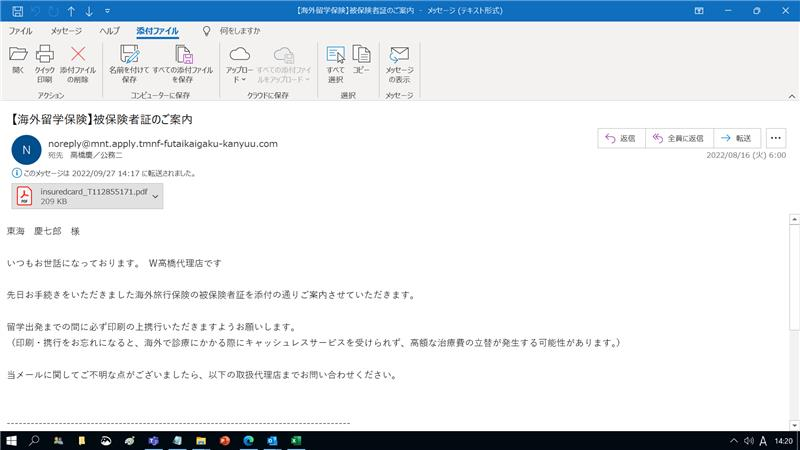 【海外留学保険】被保険者証のご案内 - メッセージ (テキスト形式)
ファイル メッセージ ヘルプ 添付ファイル 何をしますか
開く クイック印刷 添付ファイルの削除 名前を付けて保存 すべての添付ファイルを保存 アップロード すべての添付ファイルをアップロード すべて選択 コピー メッセージの表示
アクション コンピューターに保存 クラウドに保存 選択 メッセージ
【海外留学保険】被保険者証のご案内
N
noreply@mnt.apply.tmnf-futaikaigaku-kanyuu.com
宛先 高橋慶／公務二
返信 全員に返信 転送
2022/08/16 (火) 6:00
このメッセージは 2022/09/27 14:17 に転送されました。
PDF
insuredcard_T112855171.pdf
209 KB
東海 慶七郎 様
いつもお世話になっております。 W高橋代理店です
先日お手続きをいただきました海外旅行保険の被保険者証を添付の通りご案内させていただきます。
留学出発までの間に必ず印刷の上携行いただきますようお願いします。
（印刷・携行をお忘れになると、海外で診療にかかる際にキャッシュレスサービスを受けられず、高額な治療費の立替が発生する可能性があります。）
当メールに関してご不明な点がございましたら、以下の取扱代理店までお問い合わせください。
--------------------------------------------------------------------------------------
A 14:20